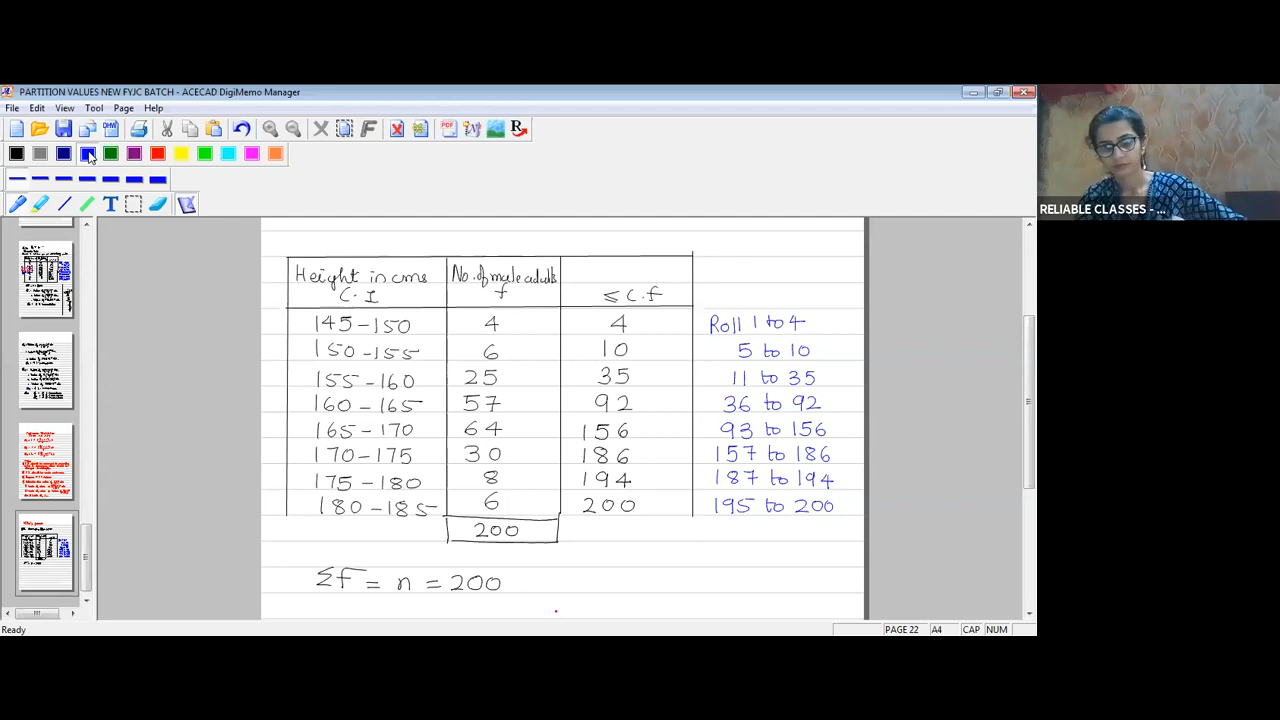 PARTITION VALUES NEW FYJC BATCH - ACECAD DigiMemo Manager
File Edit View Tool Page Help
RELIABLE CLASSES - ...
Height in cms No. of male adults
C. I f ≤ c.f
145-150 4 4 Roll 1 to 4
150-155 6 10 5 to 10
155-160 25 35 11 to 35
160-165 57 92 36 to 92
165-170 64 156 93 to 156
170-175 30 186 157 to 186
175-180 8 194 187 to 194
180-185 6 200 195 to 200
200
Σf = n = 200
Ready PAGE 22 A4 CAP NUM